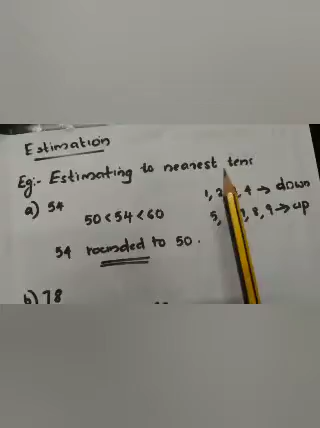 Estimation
Eg:- Estimating to nearest tens
a) 54
50 < 54 < 60
1, 2, 4 → down
5, 8, 9 → up
54 rounded to 50.
b) 78